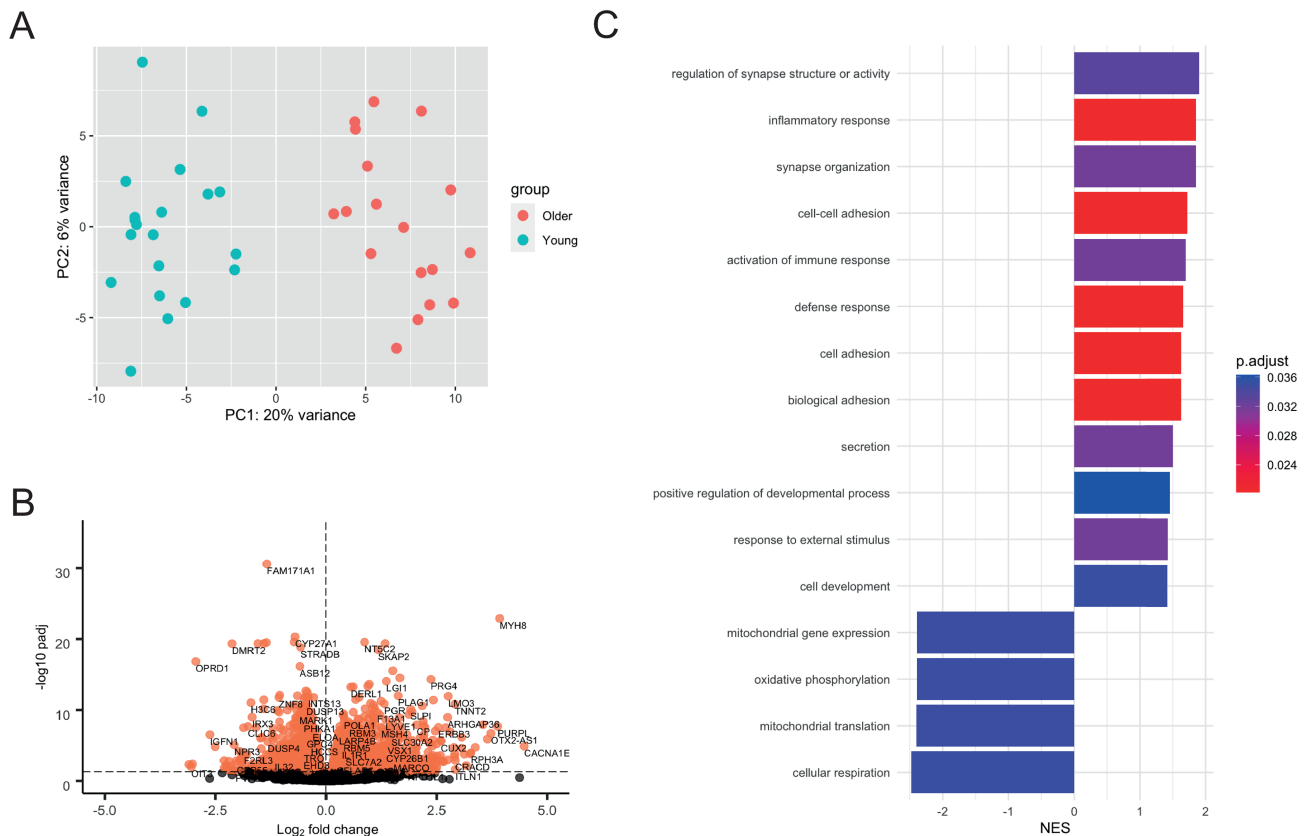 A
5
0
-5
PC2: 6% variance
-10
-5
0
5
10
PC1: 20% variance
group
Older
Young
B
30
20
10
0
-log10 padj
FAM171A1
MYH8
CYP27A1
DMRT2
STRADB
NT5C2
SKAP2
OPRD1
ASB12
LGI1
PRG4
DERL1
ZNF8
INTS13
PLAG1
LMO3
H3C6
DUSP13
PGR
SLPI
TNNT2
IRX3
MARK1
POLA1
F13A1
ARHGAP36
CLIC6
PHKA1
RBM3
LYVE1
CP
PURPL
IGFN1
ELDA
LARP4B
MSH4
ERBB3
OTX2-AS1
NPR3
DUSP4
GPC4
RBM5
SLC30A2
CUX2
CACNA1E
F2RL3
HCCS
IL1R1
VSX1
RPH3A
TRO
SLC7A2
CYP26B1
IL32
EHD3
MARCO
CRACD
ITLN1
-5.0
-2.5
0.0
2.5
5.0
Log2 fold change
C
regulation of synapse structure or activity
inflammatory response
synapse organization
cell-cell adhesion
activation of immune response
defense response
cell adhesion
biological adhesion
secretion
positive regulation of developmental process
response to external stimulus
cell development
mitochondrial gene expression
oxidative phosphorylation
mitochondrial translation
cellular respiration
-2
-1
0
1
2
NES
p.adjust
0.036
0.032
0.028
0.024